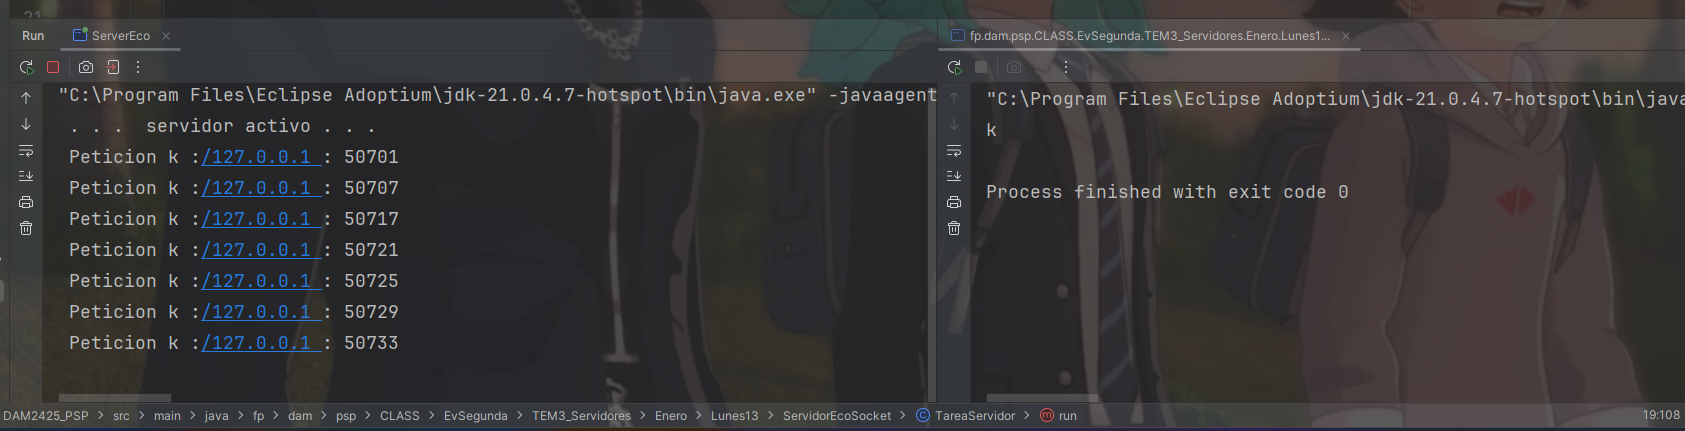 21
Run
ServerEco
fp.dam.psp.CLASS.EvSegunda.TEM3_Servidores.Enero.Lunes1...
"C:\Program Files\Eclipse Adoptium\jdk-21.0.4.7-hotspot\bin\java.exe" -javaagent
. . .  servidor activo . . .
Peticion k :/127.0.0.1 : 50701
Peticion k :/127.0.0.1 : 50707
Peticion k :/127.0.0.1 : 50717
Peticion k :/127.0.0.1 : 50721
Peticion k :/127.0.0.1 : 50725
Peticion k :/127.0.0.1 : 50729
Peticion k :/127.0.0.1 : 50733
"C:\Program Files\Eclipse Adoptium\jdk-21.0.4.7-hotspot\bin\java
k
Process finished with exit code 0
DAM2425_PSP > src > main > java > fp > dam > psp > CLASS > EvSegunda > TEM3_Servidores > Enero > Lunes13 > ServidorEcoSocket > TareaServidor > run
19:108